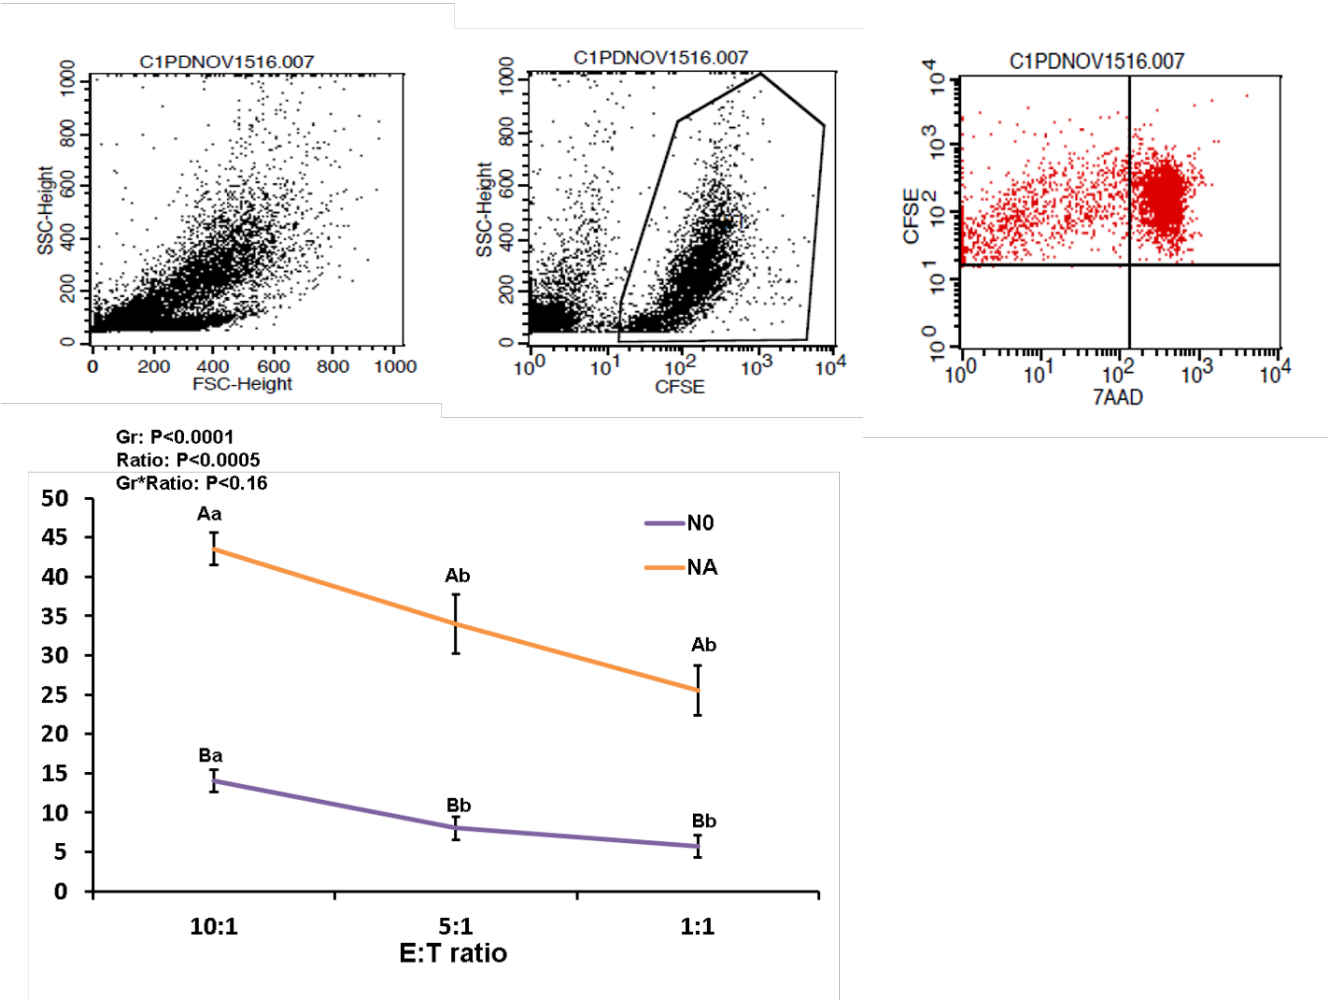 C1PDNOV1516.007
SSC-Height
1000
800
600
400
200
0
0 200 400 600 800 1000
FSC-Height
C1PDNOV1516.007
SSC-Height
1000
800
600
400
200
0
10^0 10^1 10^2 10^3 10^4
CFSE
C1PDNOV1516.007
CFSE
10^4
10^3
10^2
10^1
10^0
10^0 10^1 10^2 10^3 10^4
7AAD
Gr: P<0.0001
Ratio: P<0.0005
Gr*Ratio: P<0.16
50
45
40
35
30
25
20
15
10
5
0
Aa
Ab
Ab
Ba
Bb
Bb
N0
NA
10:1 5:1 1:1
E:T ratio